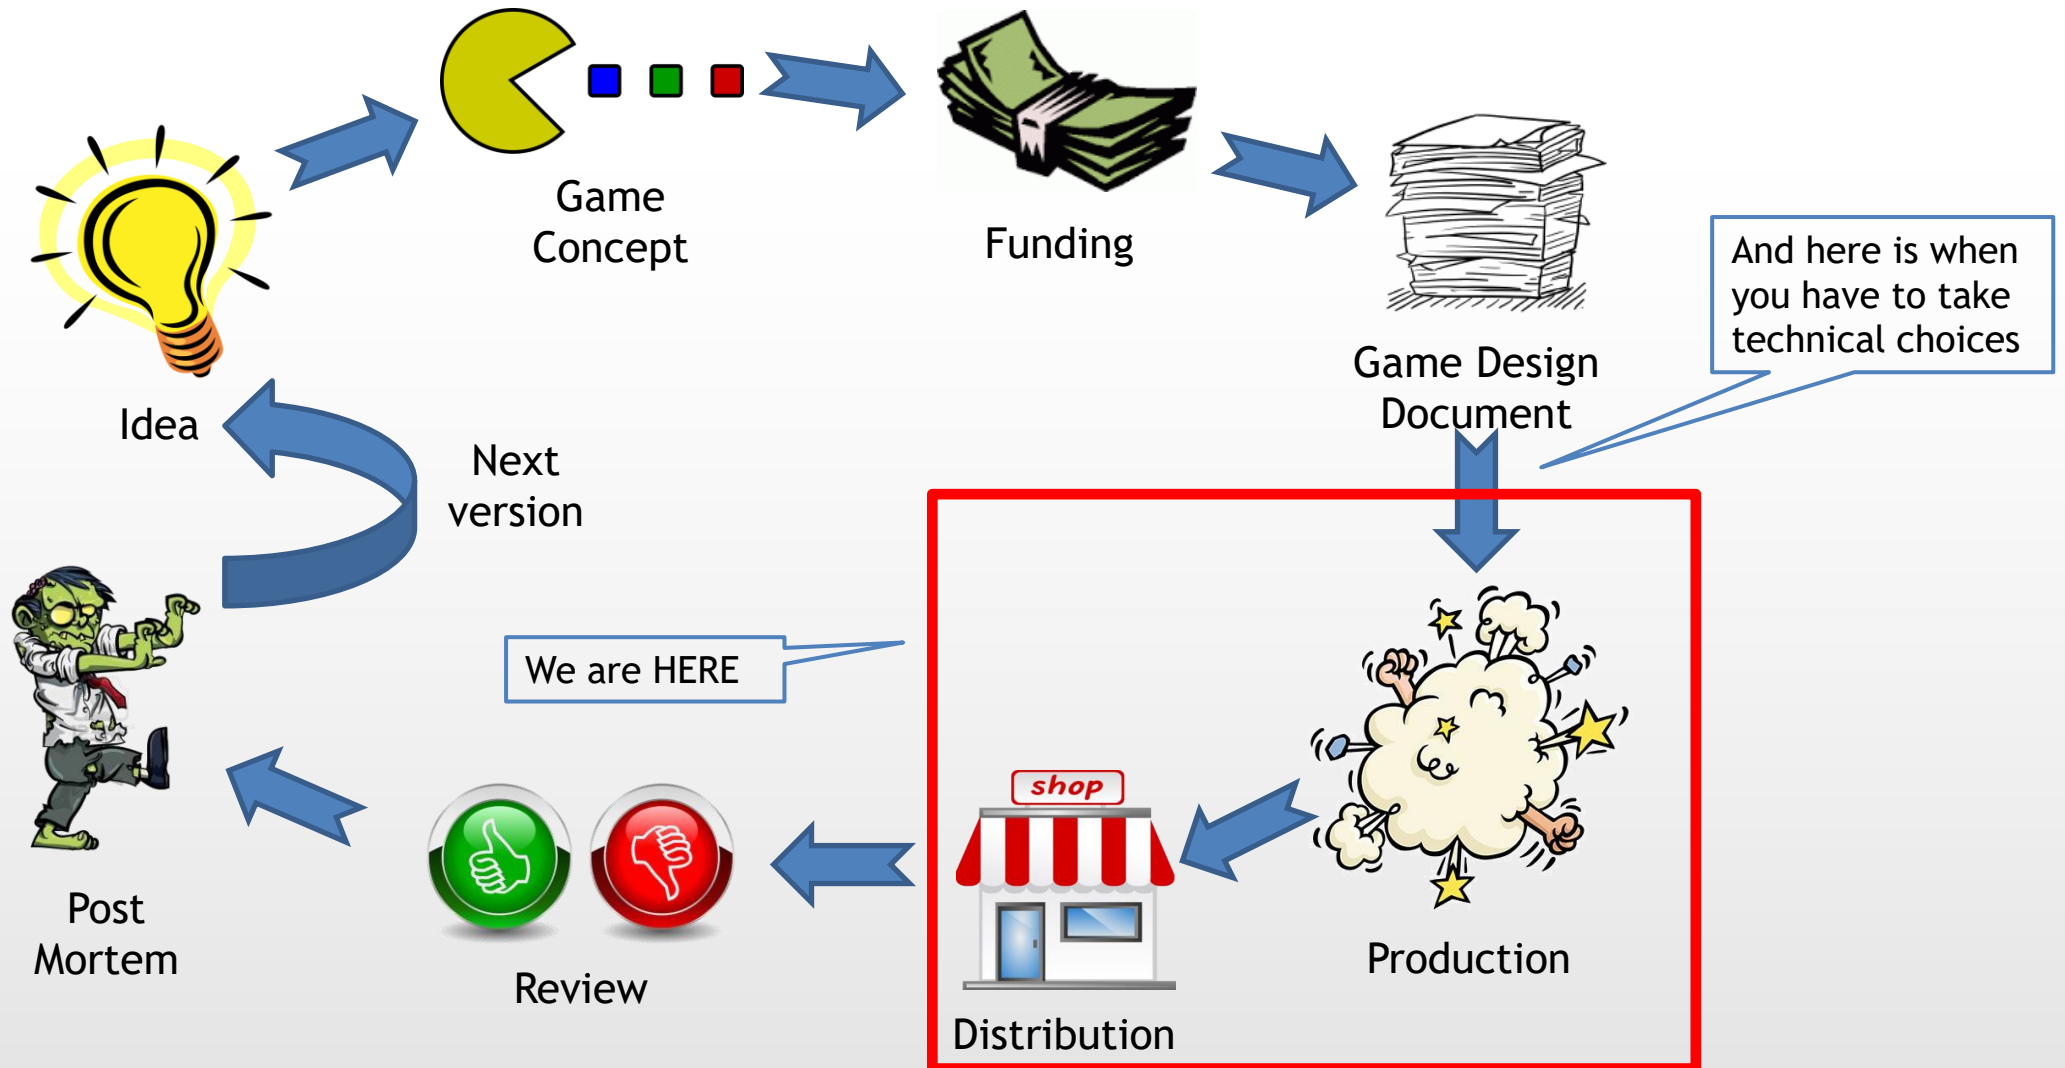 Game
Concept
Funding
Game Design
Document
And here is when
you have to take
technical choices
Idea
Next
version
We are HERE
shop
Post
Mortem
Review
Distribution
Production